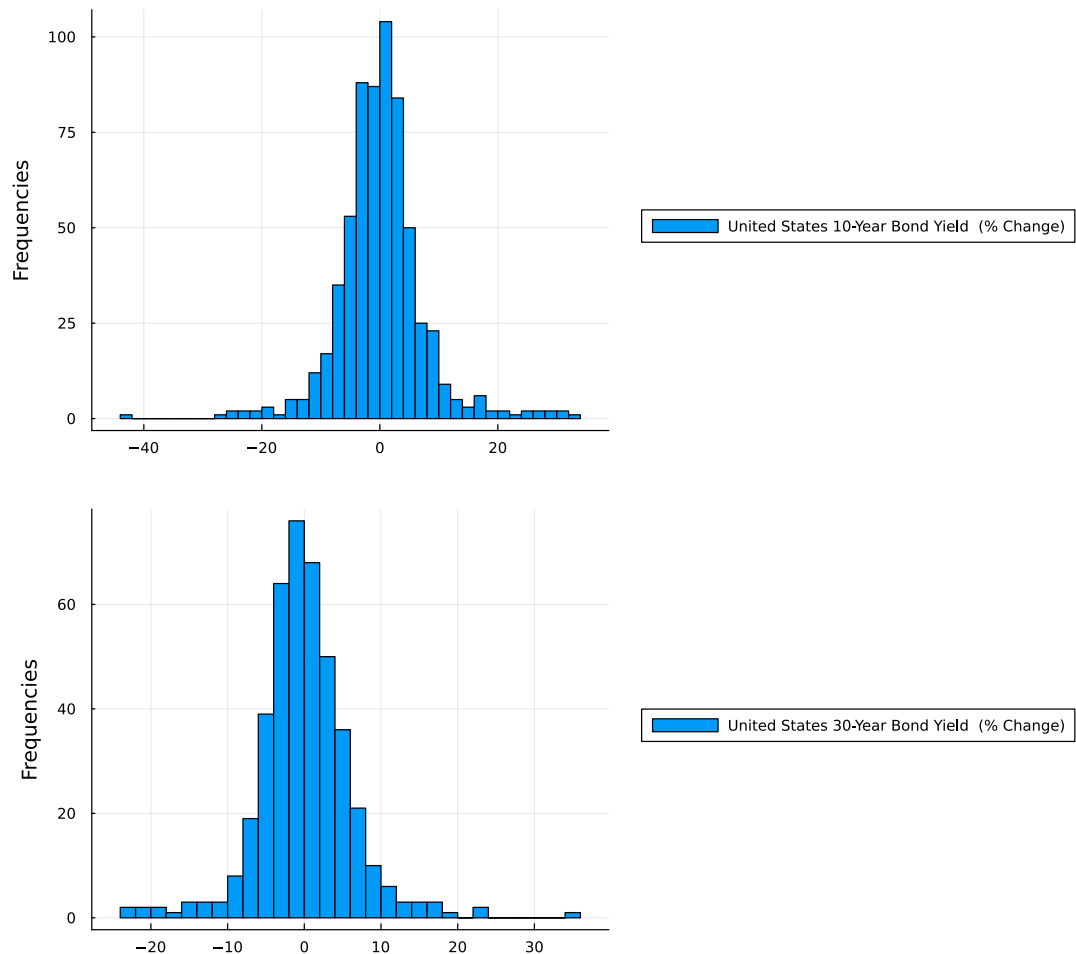 100
75
50
25
0
Frequencies
−40 −20 0 20
United States 10-Year Bond Yield (% Change)
60
40
20
0
Frequencies
−20 −10 0 10 20 30
United States 30-Year Bond Yield (% Change)